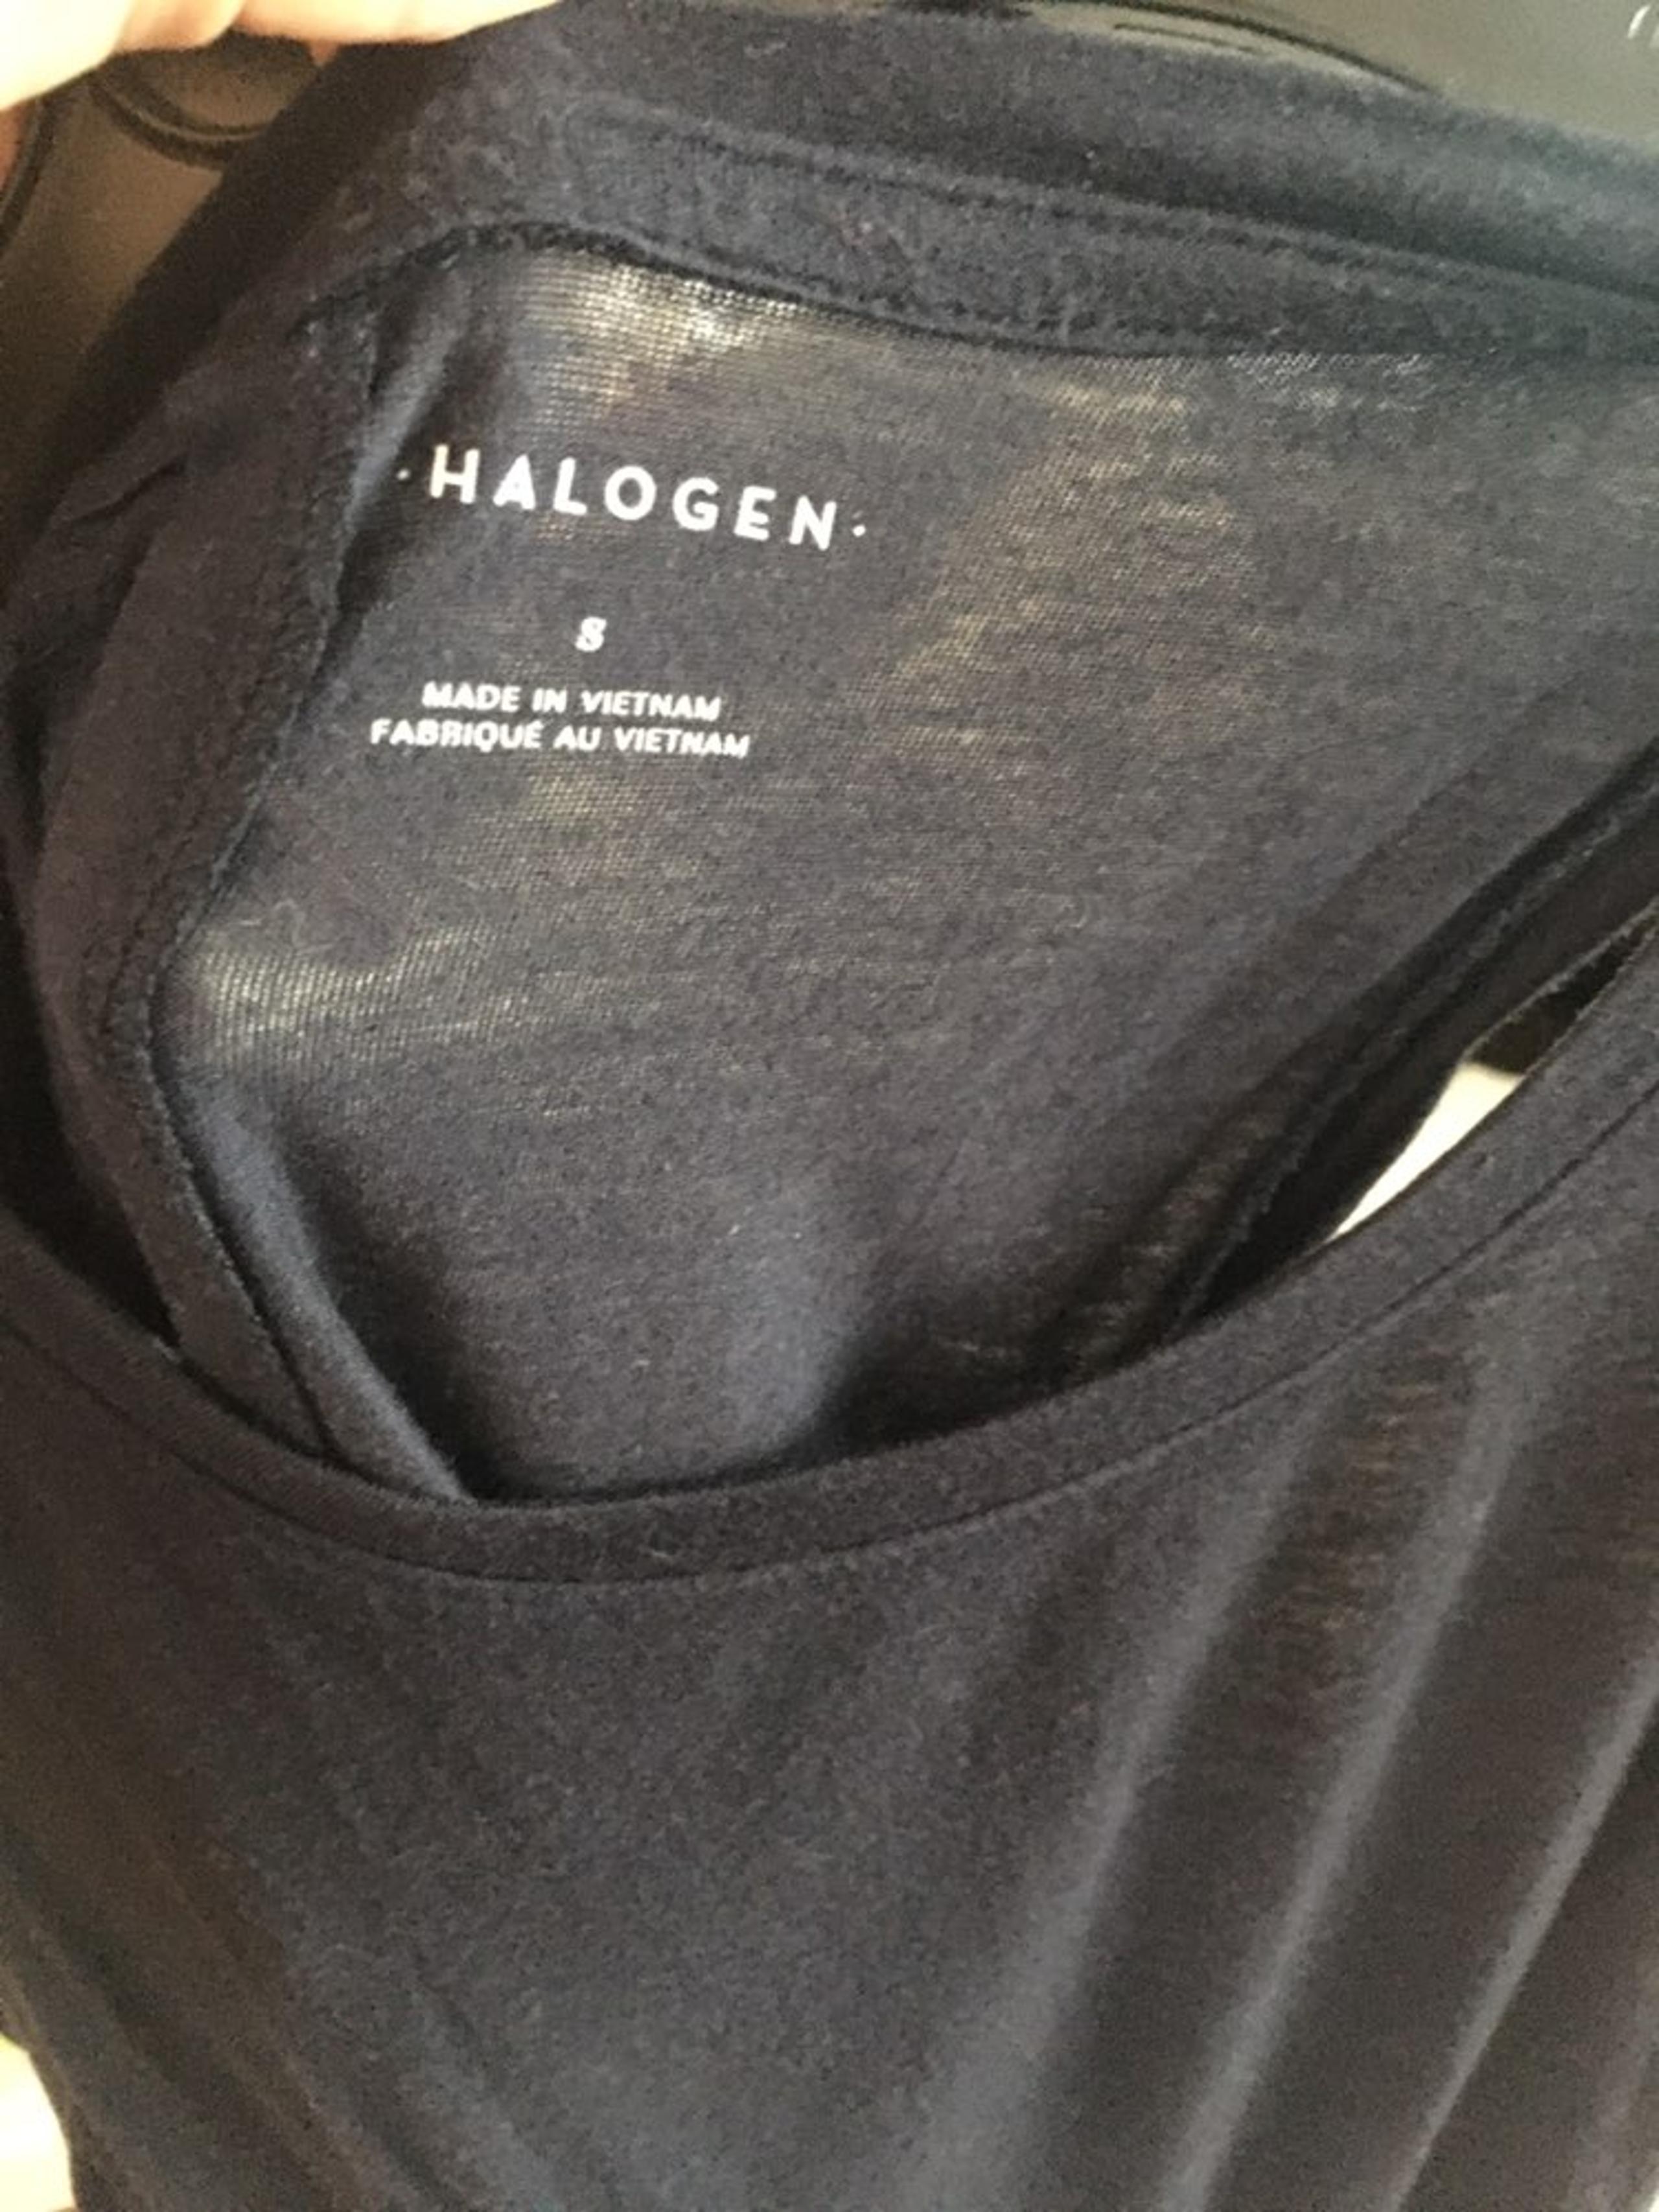 ·HALOGEN·
S
MADE IN VIETNAM
FABRIQUÉ AU VIETNAM